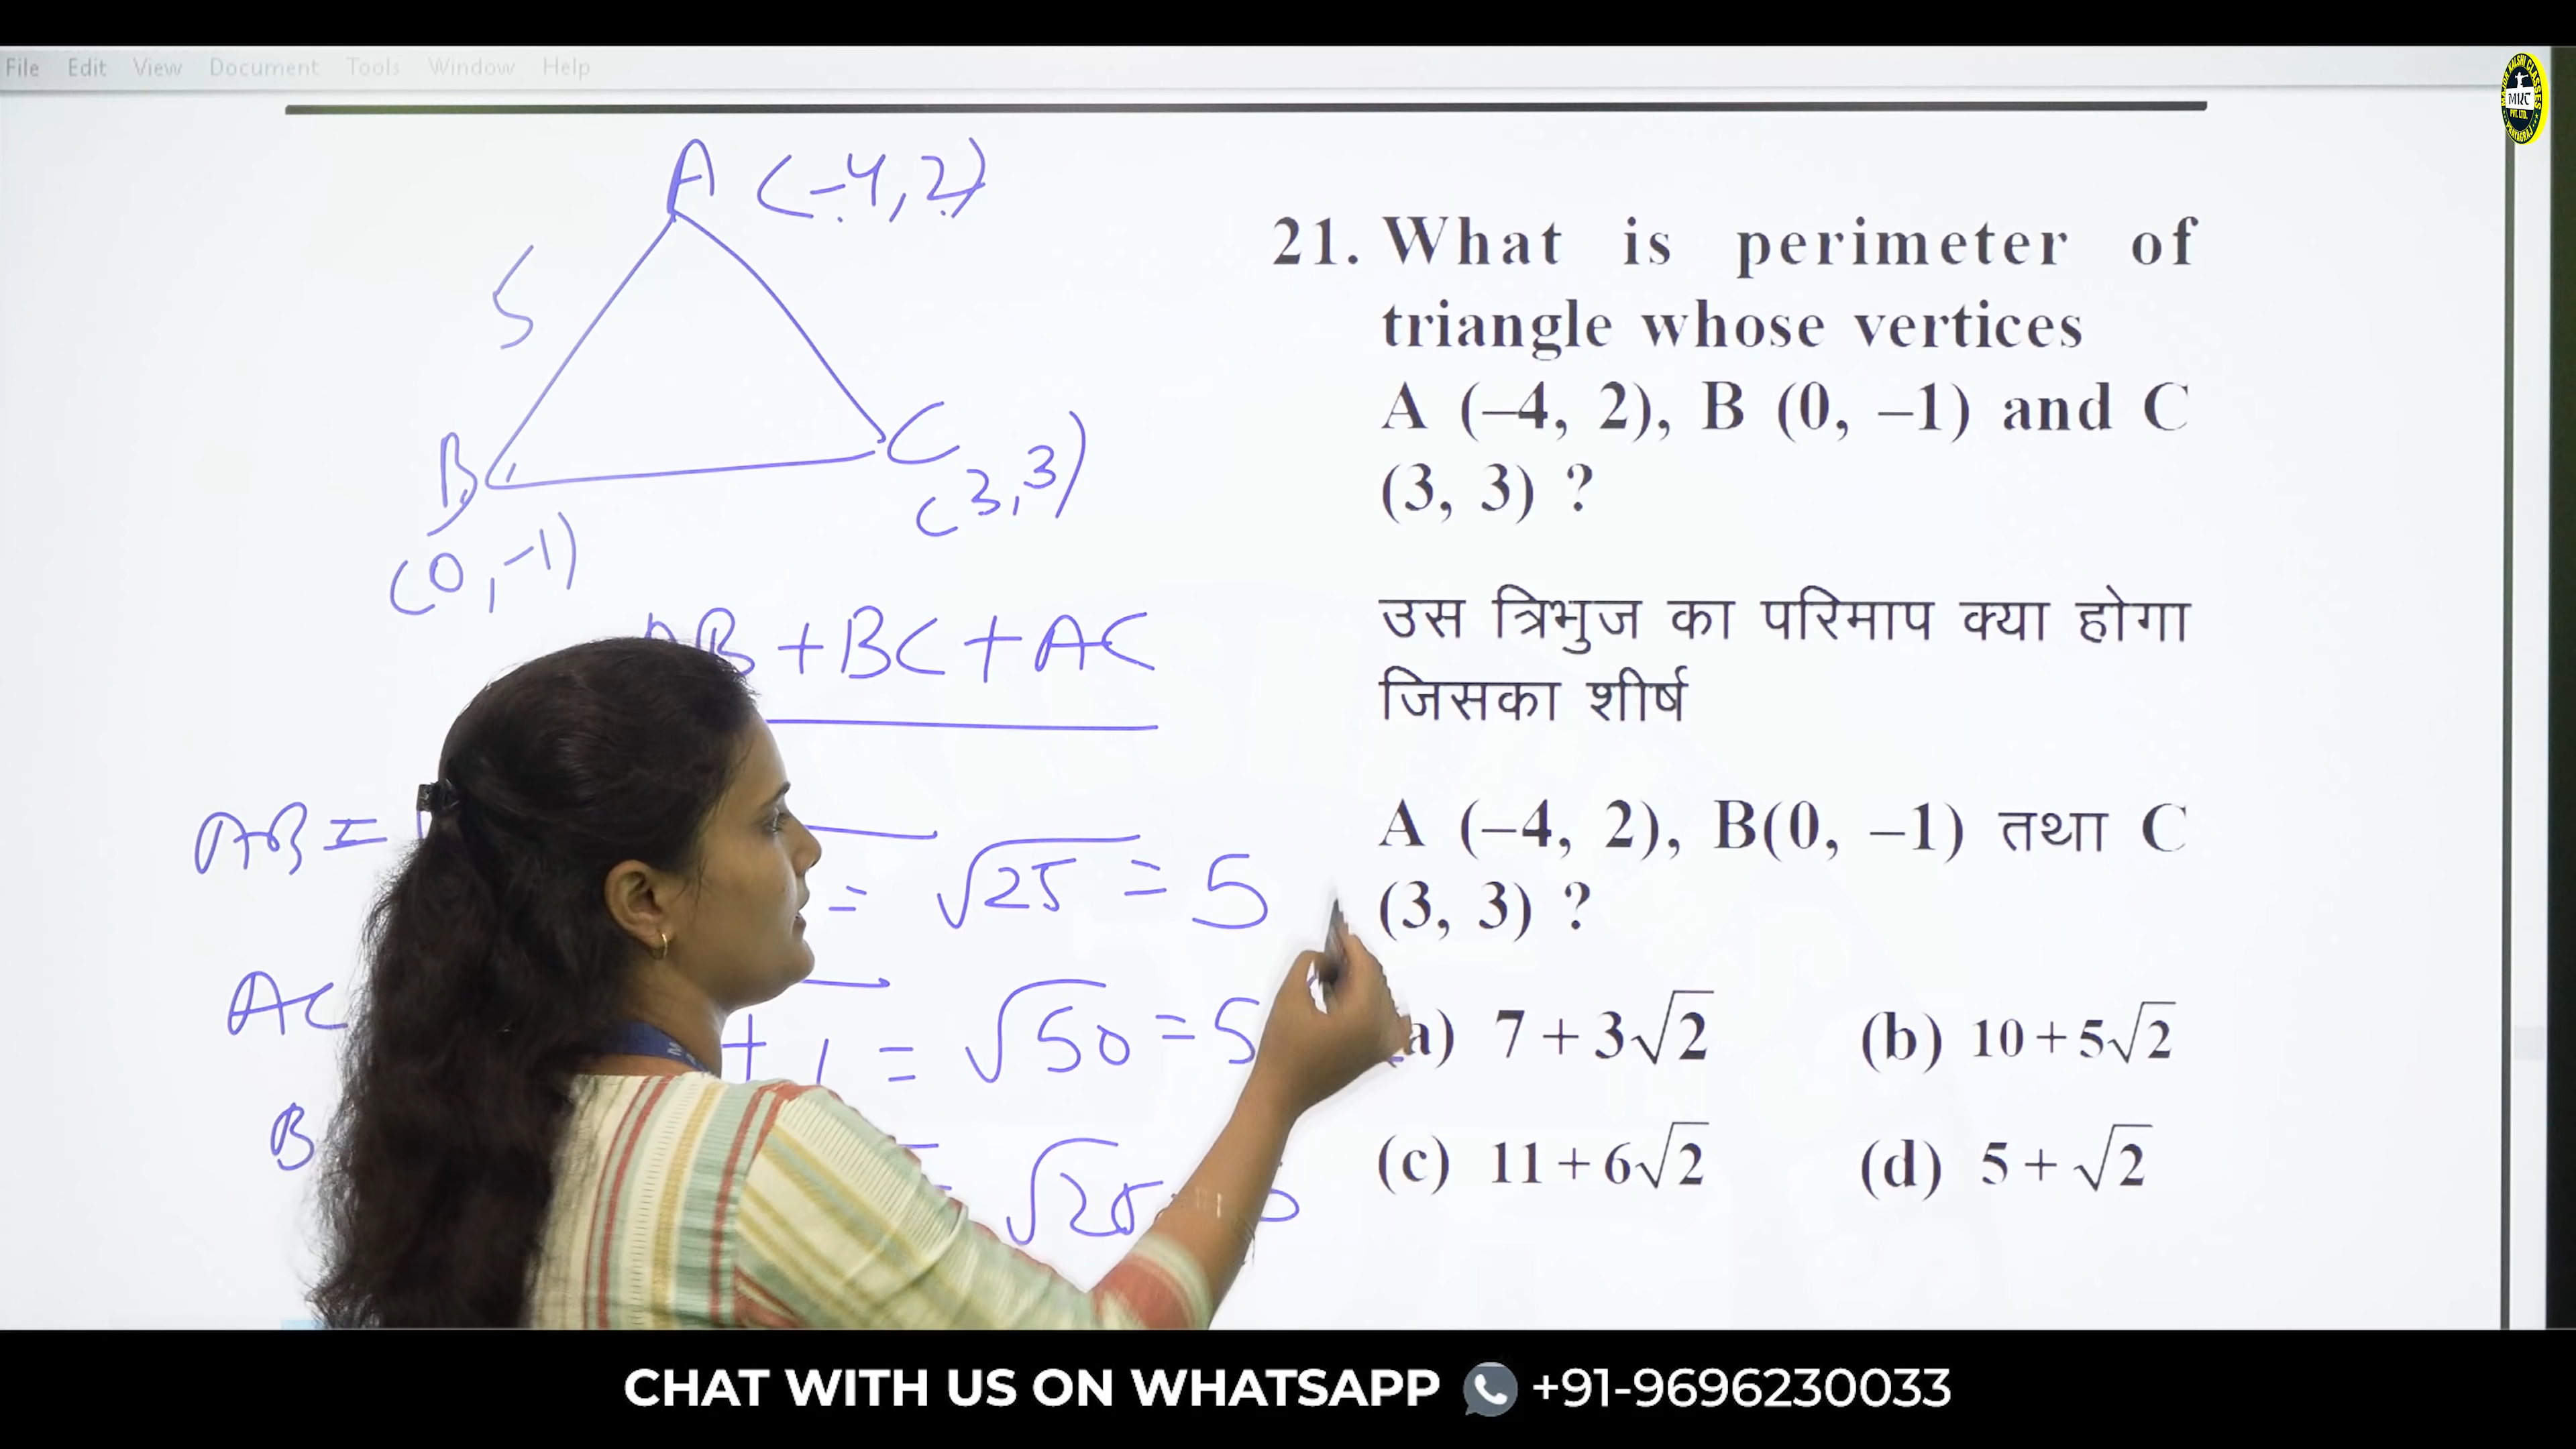 File Edit View Document Tools Window Help
A (-4, 2)
5
B
(0, -1)
C
(3, 3)
AB + BC + AC
AB =
= √25 = 5
AC
+ 1 = √50 = 5
B
√25
21. What is perimeter of
triangle whose vertices
A (–4, 2), B (0, –1) and C
(3, 3) ?
उस त्रिभुज का परिमाप क्या होगा
जिसका शीर्ष
A (–4, 2), B(0, –1) तथा C
(3, 3) ?
a) 7 + 3√2 (b) 10 + 5√2
(c) 11 + 6√2 (d) 5 + √2
MKC
CHAT WITH US ON WHATSAPP +91-9696230033